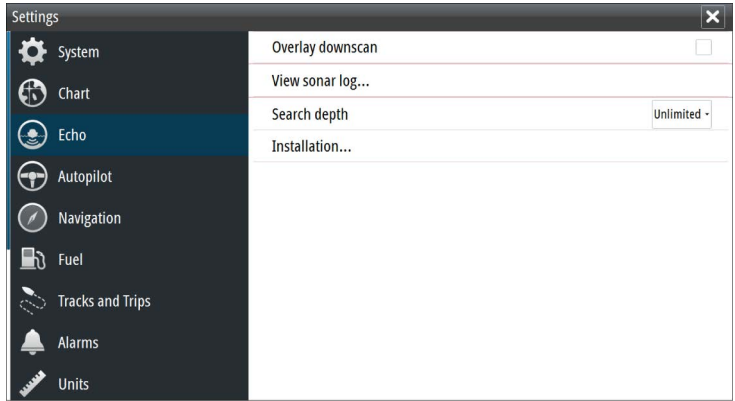 Settings
System
Chart
Echo
Autopilot
Navigation
Fuel
Tracks and Trips
Alarms
Units
Overlay downscan
View sonar log...
Search depth
Unlimited
Installation...